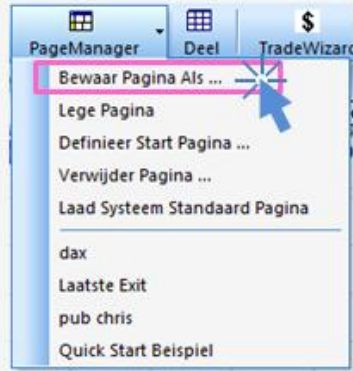 PageManager Deel TradeWizard
Bewaar Pagina Als ...
Lege Pagina
Definieer Start Pagina ...
Verwijder Pagina ...
Laad Systeem Standaard Pagina
dax
Laatste Exit
pub chris
Quick Start Beispiel